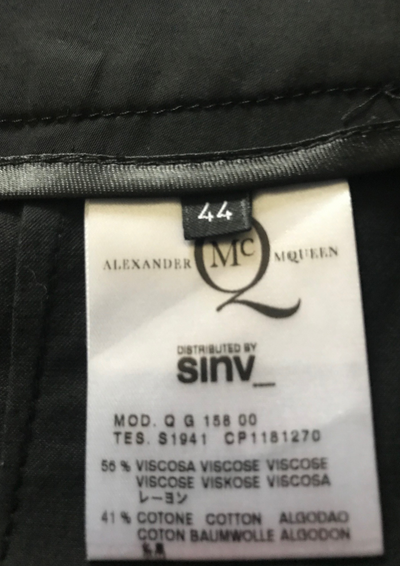 44
ALEXANDER McQ MQUEEN
DISTRIBUTED BY
sinv_
MOD. Q G 158 00
TES. S1941 CP1181270
56 % VISCOSA VISCOSE VISCOSE
VISCOSE VISKOSE VISCOSA
レーヨン
41 % COTONE COTTON ALGODAO
COTON BAUMWOLLE ALGODON